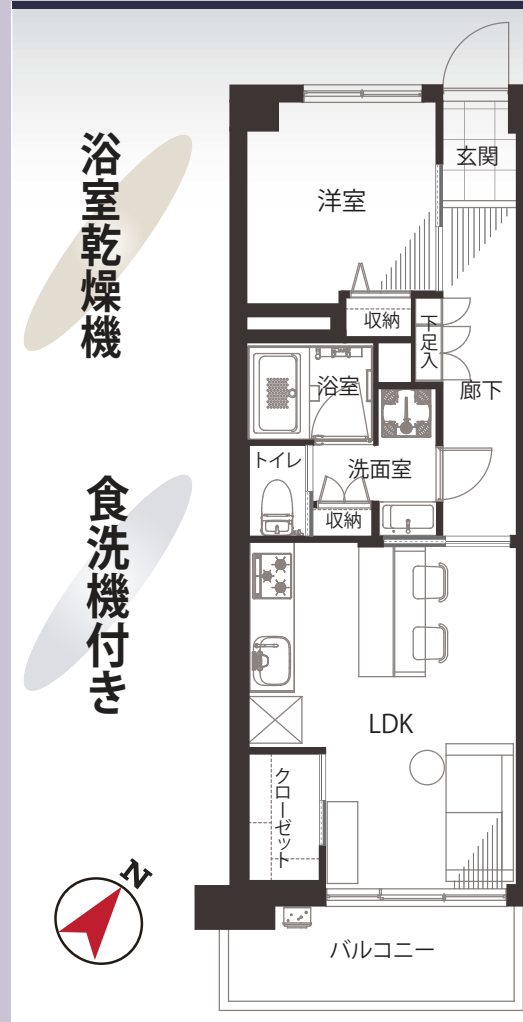 浴室乾燥機
食洗機付き
玄関
洋室
収納
下足入
浴室
廊下
トイレ
洗面室
収納
LDK
クローゼット
バルコニー
N